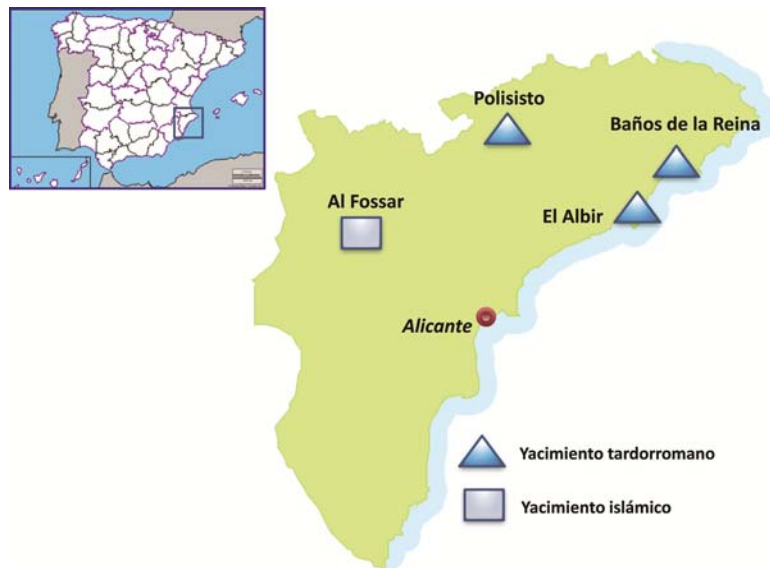 Polisisto
Baños de la Reina
Al Fossar
El Albir
Alicante
Yacimiento tardorromano
Yacimiento islámico